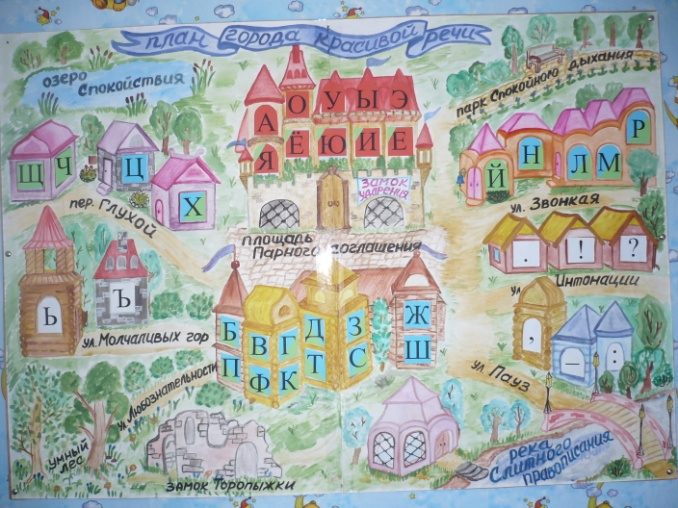 план города красивой речи
озеро
Спокойствия
парк Спокойного дыхания
А О У Ы Э
Я Ё Ю И Е
Замок
ударения
Щ Ч Ц Х
пер. Глухой
Й Н Л М Р
ул. Звонкая
площадь
Парного соглашения
. ! ?
ул. Интонации
Ь Ъ
ул. Молчаливых гор
Б В Г Д З Ж
П Ф К Т С Ш
, – :
ул. Пауз
ул. Любознательности
умный
лес
замок Торопыжки
река
Слитного
правописания